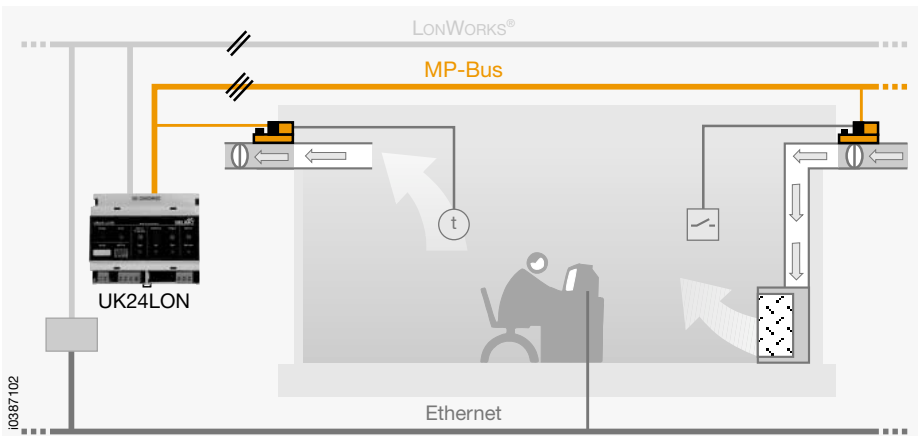 LONWORKS®
MP-Bus
t
UK24LON
Ethernet
i0387102